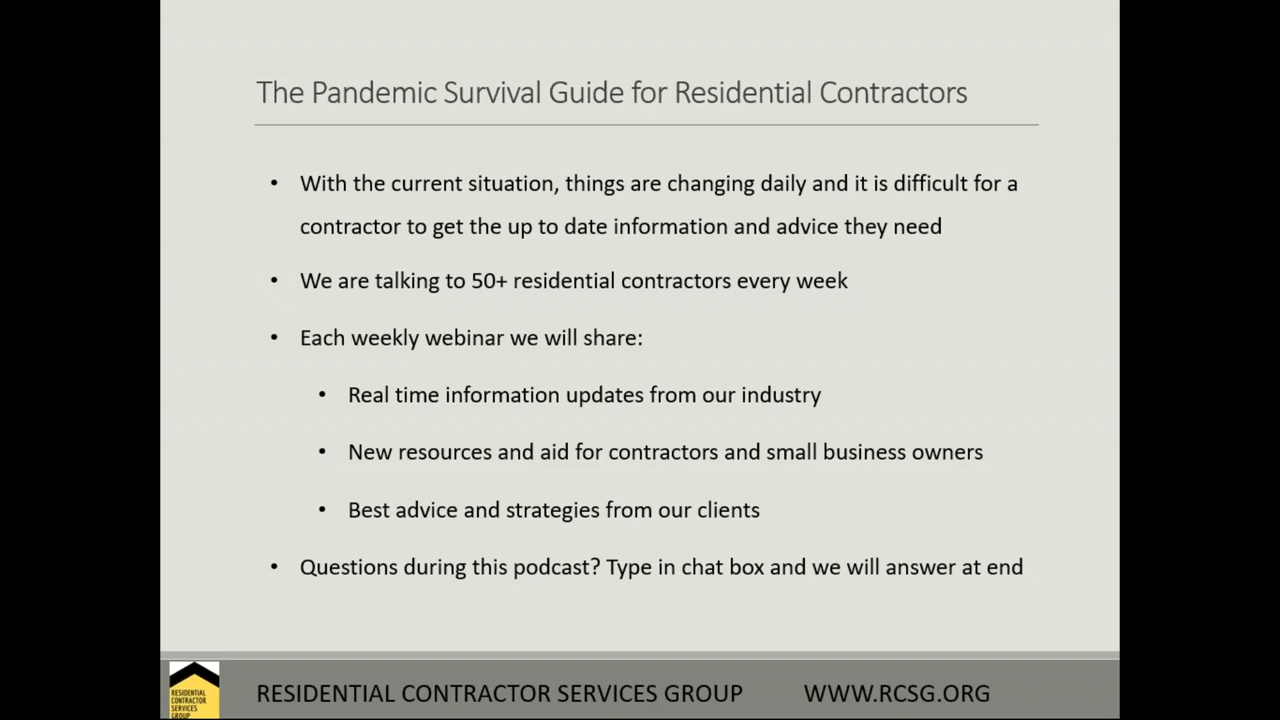 The Pandemic Survival Guide for Residential Contractors
• With the current situation, things are changing daily and it is difficult for a
contractor to get the up to date information and advice they need
• We are talking to 50+ residential contractors every week
• Each weekly webinar we will share:
• Real time information updates from our industry
• New resources and aid for contractors and small business owners
• Best advice and strategies from our clients
• Questions during this podcast? Type in chat box and we will answer at end
RESIDENTIAL
CONTRACTOR
SERVICES
GROUP
RESIDENTIAL CONTRACTOR SERVICES GROUP WWW.RCSG.ORG